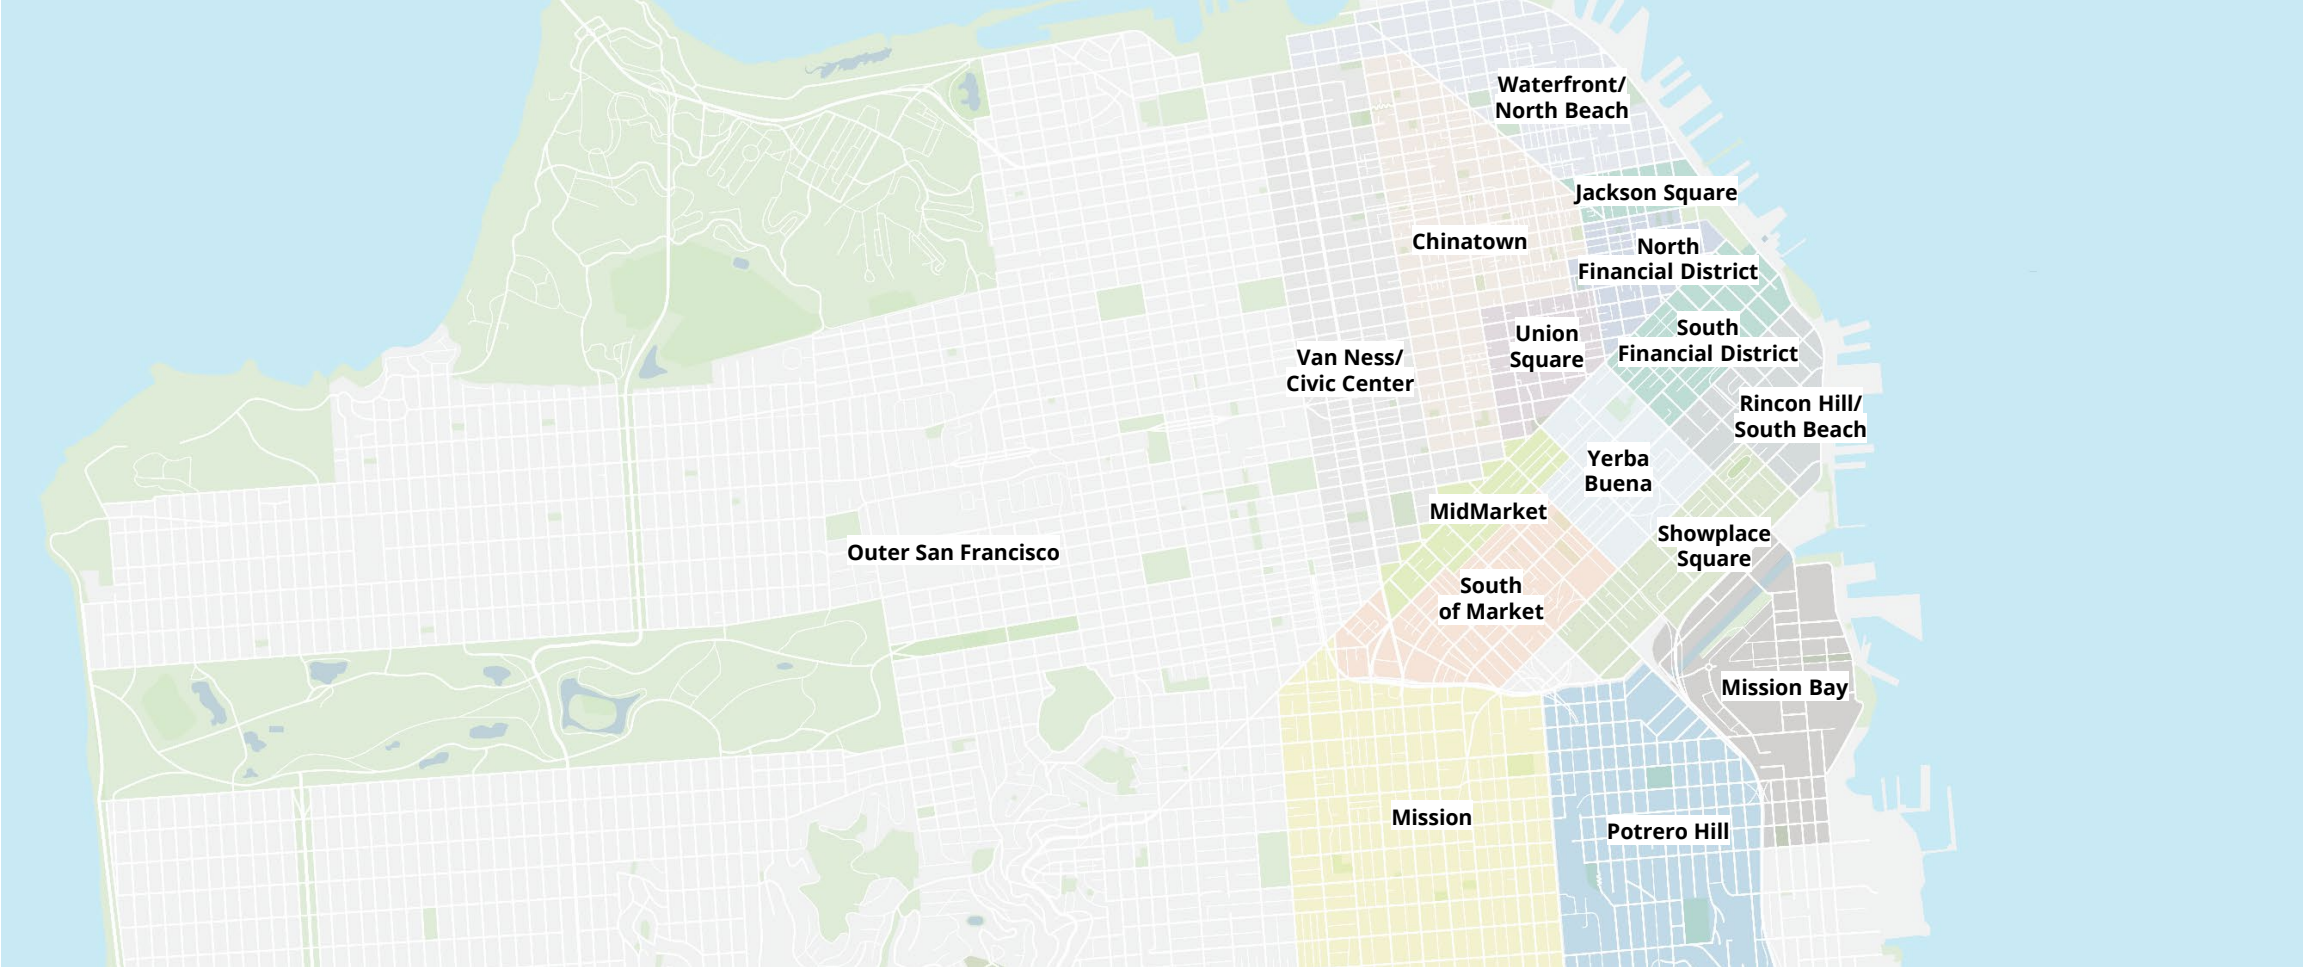 Waterfront/
North Beach
Jackson Square
Chinatown
North
Financial District
Union
Square
South
Financial District
Van Ness/
Civic Center
Rincon Hill/
South Beach
Yerba
Buena
MidMarket
Showplace
Square
Outer San Francisco
South
of Market
Mission Bay
Mission
Potrero Hill